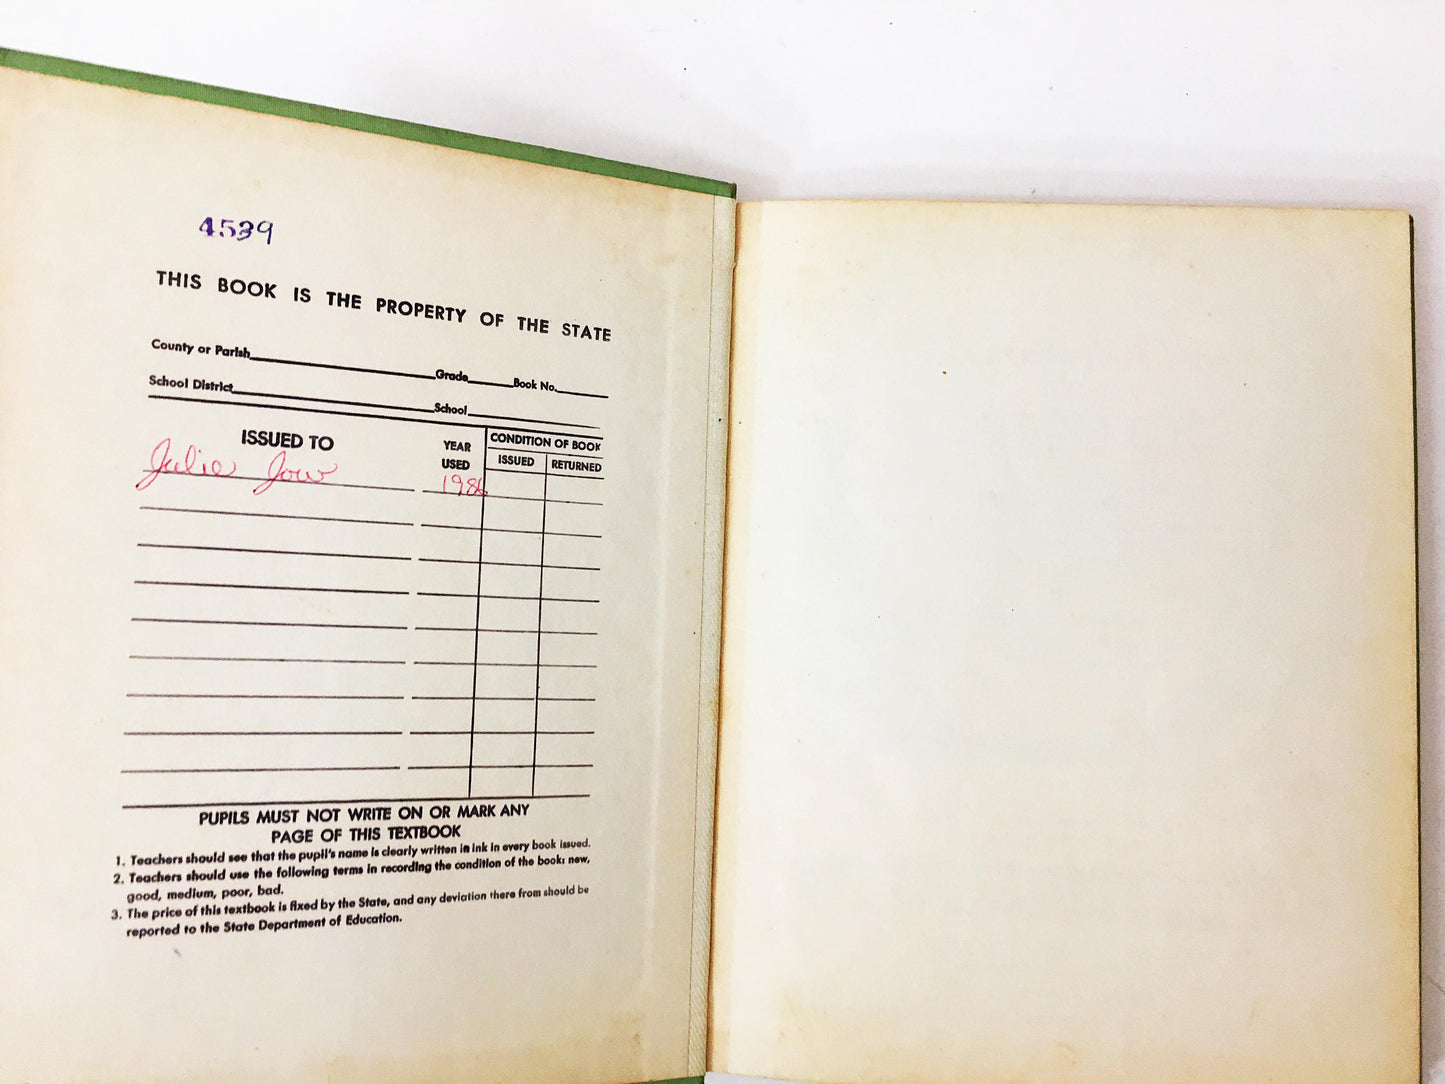 4539
THIS BOOK IS THE PROPERTY OF THE STATE
County or Parish Grade Book No.
School District School
ISSUED TO YEAR USED CONDITION OF BOOK
ISSUED RETURNED
Julie Jow 1986
PUPILS MUST NOT WRITE ON OR MARK ANY
PAGE OF THIS TEXTBOOK
1. Teachers should see that the pupil's name is clearly written in ink in every book issued.
2. Teachers should use the following terms in recording the condition of the book: new,
good, medium, poor, bad.
3. The price of this textbook is fixed by the State, and any deviation there from should be
reported to the State Department of Education.